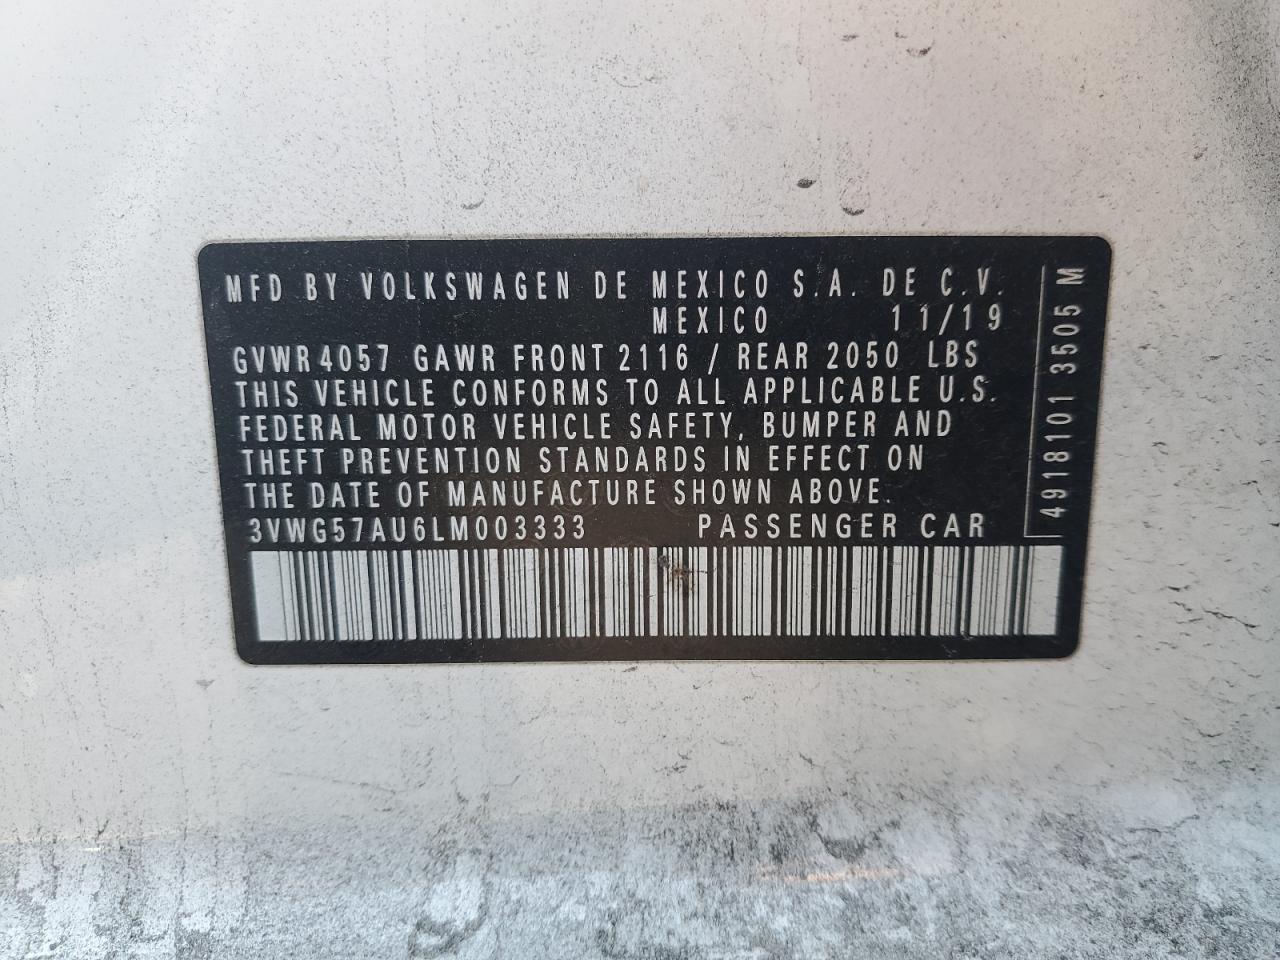 MFD BY VOLKSWAGEN DE MEXICO S.A. DE C.V.
MEXICO 11/19
GVWR 4057 GAWR FRONT 2116 / REAR 2050 LBS
THIS VEHICLE CONFORMS TO ALL APPLICABLE U.S.
FEDERAL MOTOR VEHICLE SAFETY, BUMPER AND
THEFT PREVENTION STANDARDS IN EFFECT ON
THE DATE OF MANUFACTURE SHOWN ABOVE.
3VWG57AU6LM003333 PASSENGER CAR
4918101 3505 M